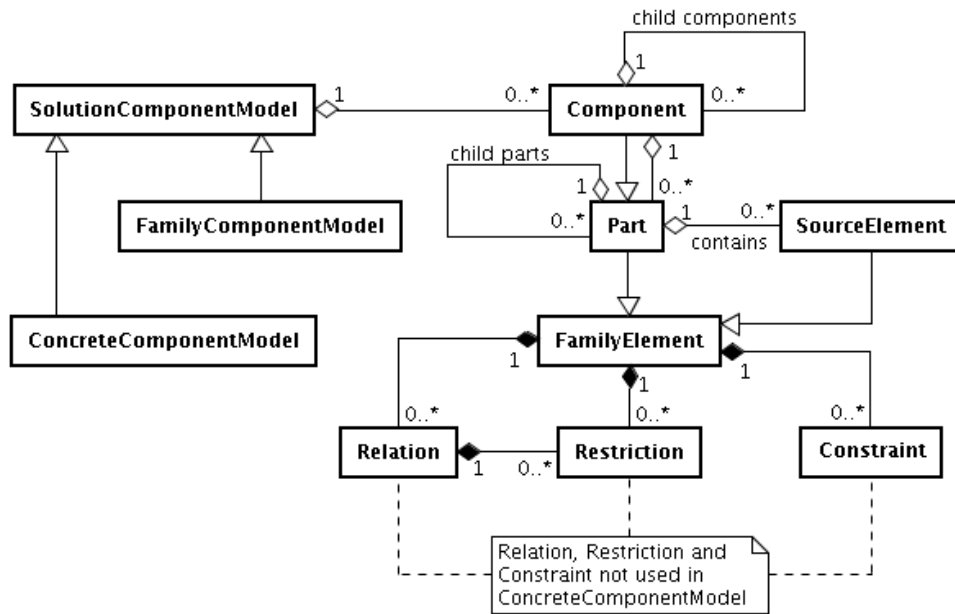 child components
1
SolutionComponentModel
1
0..*
Component
0..*
child parts
1
1
0..*
FamilyComponentModel
0..*
Part
1
0..*
contains
SourceElement
ConcreteComponentModel
FamilyElement
1
1
1
0..*
0..*
0..*
Relation
1
0..*
Restriction
Constraint
Relation, Restriction and
Constraint not used in
ConcreteComponentModel